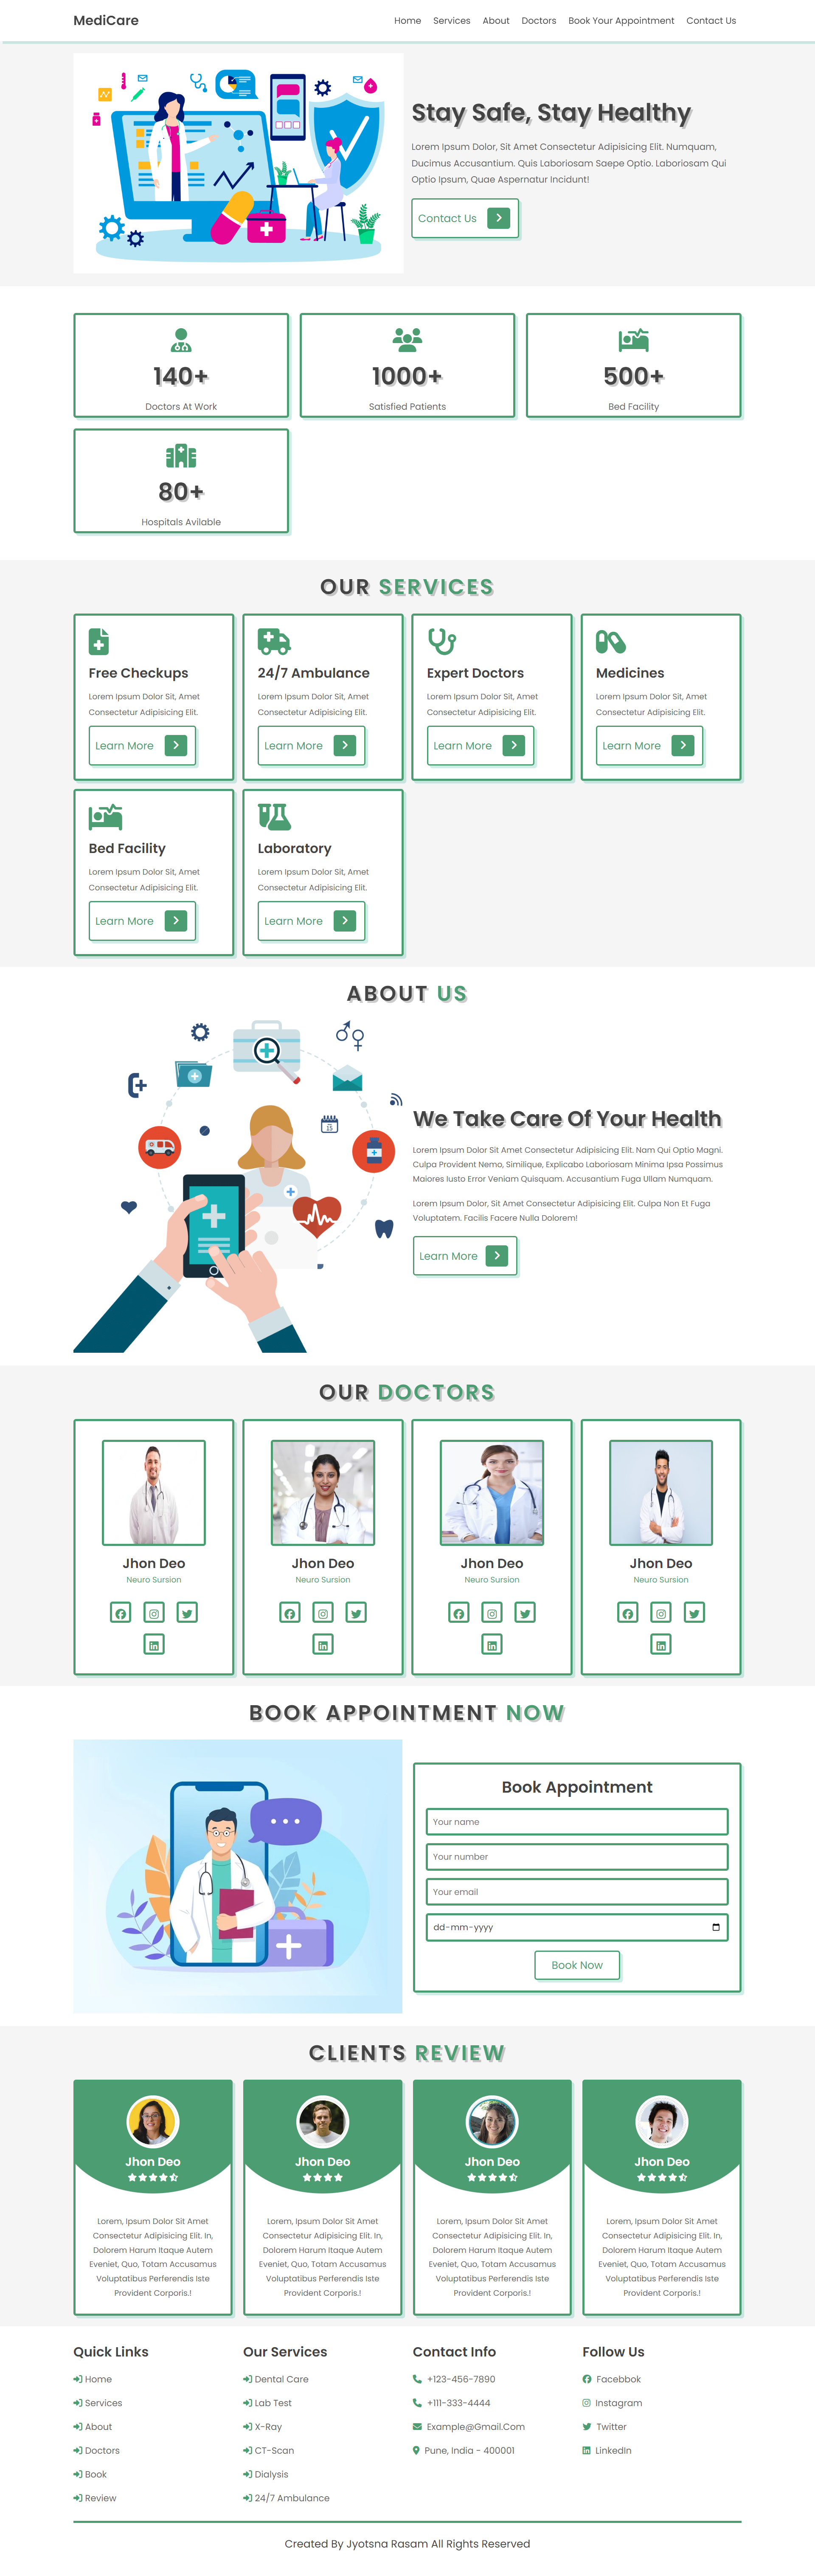 MediCare
Home Services About Doctors Book Your Appointment Contact Us
Stay Safe, Stay Healthy
Lorem Ipsum Dolor, Sit Amet Consectetur Adipisicing Elit. Numquam,
Ducimus Accusantium. Quis Laboriosam Saepe Optio. Laboriosam Qui
Optio Ipsum, Quae Aspernatur Incidunt!
Contact Us
140+
Doctors At Work
1000+
Satisfied Patients
500+
Bed Facility
80+
Hospitals Avilable
OUR SERVICES
Free Checkups
Lorem Ipsum Dolor Sit, Amet
Consectetur Adipisicing Elit.
Learn More
24/7 Ambulance
Lorem Ipsum Dolor Sit, Amet
Consectetur Adipisicing Elit.
Learn More
Expert Doctors
Lorem Ipsum Dolor Sit, Amet
Consectetur Adipisicing Elit.
Learn More
Medicines
Lorem Ipsum Dolor Sit, Amet
Consectetur Adipisicing Elit.
Learn More
Bed Facility
Lorem Ipsum Dolor Sit, Amet
Consectetur Adipisicing Elit.
Learn More
Laboratory
Lorem Ipsum Dolor Sit, Amet
Consectetur Adipisicing Elit.
Learn More
ABOUT US
15
We Take Care Of Your Health
Lorem Ipsum Dolor Sit Amet Consectetur Adipisicing Elit. Nam Qui Optio Magni.
Culpa Provident Nemo, Similique, Explicabo Laboriosam Minima Ipsa Possimus
Maiores Iusto Error Veniam Quisquam. Accusantium Fuga Ullam Numquam.
Lorem Ipsum Dolor, Sit Amet Consectetur Adipisicing Elit. Culpa Non Et Fuga
Voluptatem. Facilis Facere Nulla Dolorem!
Learn More
OUR DOCTORS
Jhon Deo
Neuro Sursion
Jhon Deo
Neuro Sursion
Jhon Deo
Neuro Sursion
Jhon Deo
Neuro Sursion
BOOK APPOINTMENT NOW
Book Appointment
Your name
Your number
Your email
dd-mm-yyyy
Book Now
CLIENTS REVIEW
Jhon Deo
Lorem, Ipsum Dolor Sit Amet
Consectetur Adipisicing Elit. In,
Dolorem Harum Itaque Autem
Eveniet, Quo, Totam Accusamus
Voluptatibus Perferendis Iste
Provident Corporis.!
Jhon Deo
Lorem, Ipsum Dolor Sit Amet
Consectetur Adipisicing Elit. In,
Dolorem Harum Itaque Autem
Eveniet, Quo, Totam Accusamus
Voluptatibus Perferendis Iste
Provident Corporis.!
Jhon Deo
Lorem, Ipsum Dolor Sit Amet
Consectetur Adipisicing Elit. In,
Dolorem Harum Itaque Autem
Eveniet, Quo, Totam Accusamus
Voluptatibus Perferendis Iste
Provident Corporis.!
Jhon Deo
Lorem, Ipsum Dolor Sit Amet
Consectetur Adipisicing Elit. In,
Dolorem Harum Itaque Autem
Eveniet, Quo, Totam Accusamus
Voluptatibus Perferendis Iste
Provident Corporis.!
Quick Links
Home
Services
About
Doctors
Book
Review
Our Services
Dental Care
Lab Test
X-Ray
CT-Scan
Dialysis
24/7 Ambulance
Contact Info
+123-456-7890
+111-333-4444
Example@Gmail.Com
Pune, India - 400001
Follow Us
Facebbok
Instagram
Twitter
LinkedIn
Created By Jyotsna Rasam All Rights Reserved